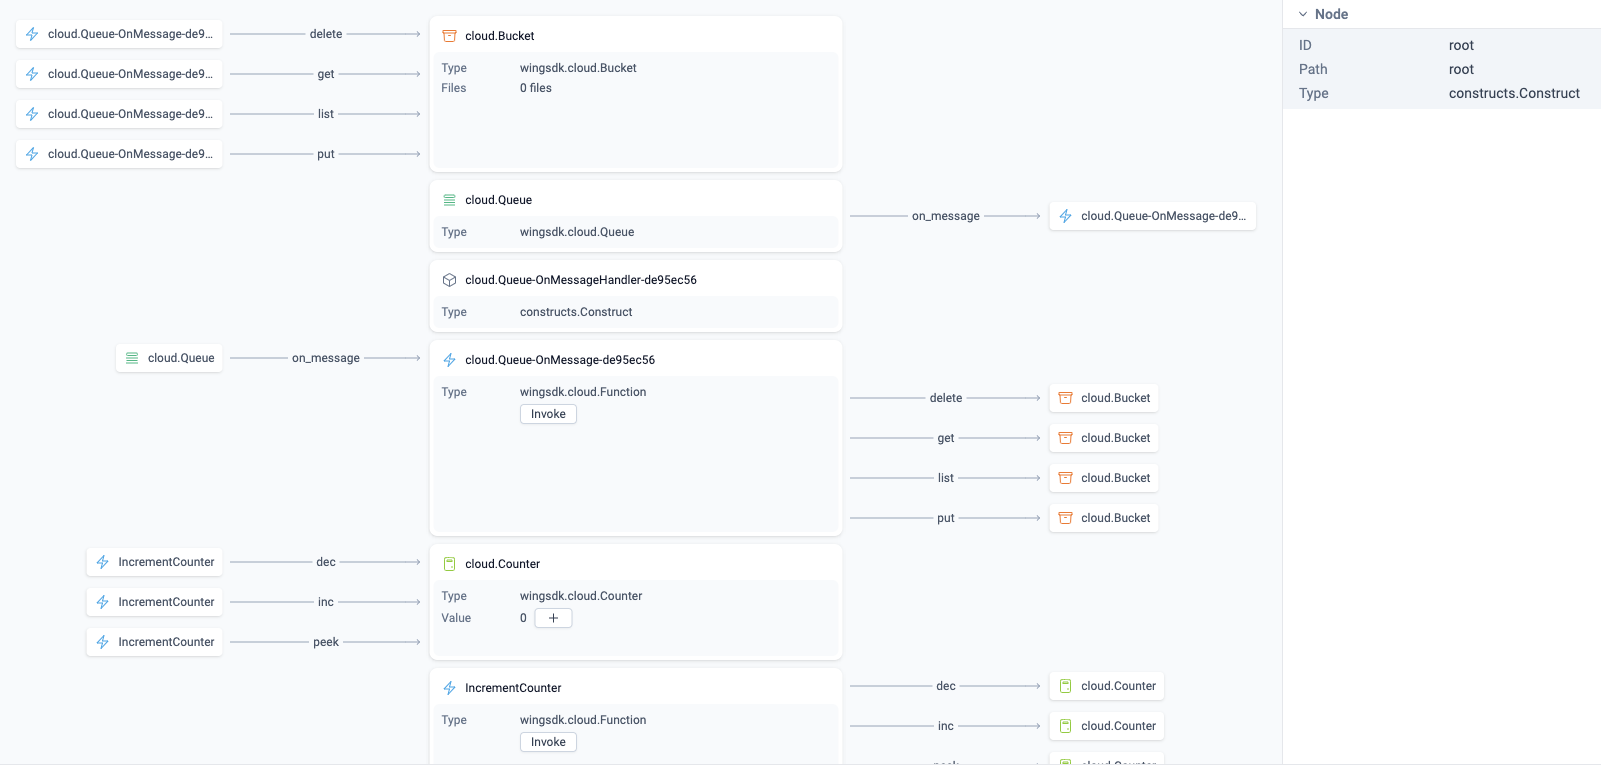 cloud.Queue-OnMessage-de9...
delete
cloud.Queue-OnMessage-de9...
get
cloud.Queue-OnMessage-de9...
list
cloud.Queue-OnMessage-de9...
put
cloud.Bucket
Type wingsdk.cloud.Bucket
Files 0 files
cloud.Queue
Type wingsdk.cloud.Queue
on_message
cloud.Queue-OnMessage-de9...
cloud.Queue-OnMessageHandler-de95ec56
Type constructs.Construct
cloud.Queue
on_message
cloud.Queue-OnMessage-de95ec56
Type wingsdk.cloud.Function
Invoke
delete
cloud.Bucket
get
cloud.Bucket
list
cloud.Bucket
put
cloud.Bucket
IncrementCounter
dec
IncrementCounter
inc
IncrementCounter
peek
cloud.Counter
Type wingsdk.cloud.Counter
Value 0 +
IncrementCounter
Type wingsdk.cloud.Function
Invoke
dec
cloud.Counter
inc
cloud.Counter
Node
ID root
Path root
Type constructs.Construct